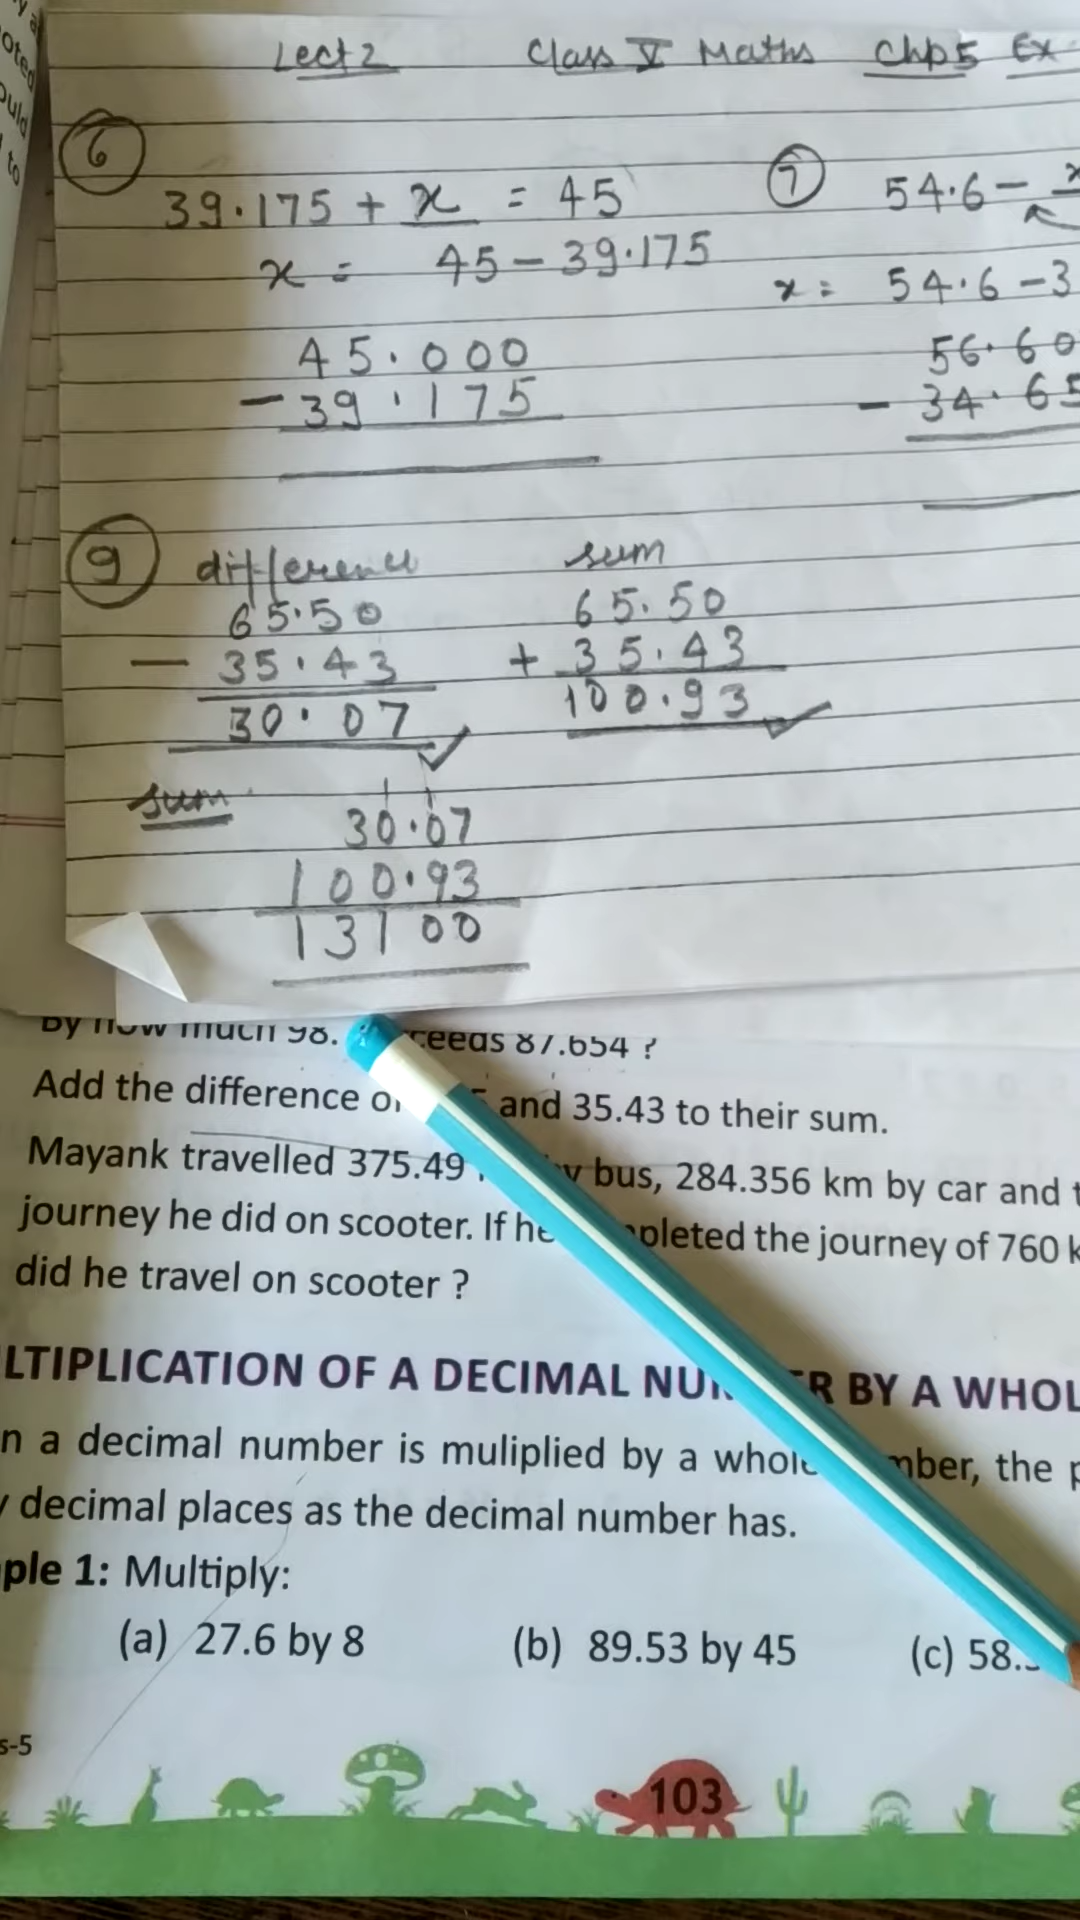 Lect 2 Class V Maths Chp 5 Ex
6
39.175 + x = 45
x = 45 - 39.175
45.000
- 39.175
7
54.6 -
x = 54.6 - 3
56.60
- 34.65
9 difference
65.50
- 35.43
30.07
sum
65.50
+ 35.43
100.93
sum
30.07
100.93
131 00
By how much 98. ceeds 87.654 ?
Add the difference and 35.43 to their sum.
Mayank travelled 375.49 bus, 284.356 km by car and
journey he did on scooter. If he the journey of 760
did he travel on scooter ?
LTIPLICATION OF A DECIMAL BY A WHOL
n a decimal number is muliplied by a the
decimal places as the decimal number has.
ple 1: Multiply:
(a) 27.6 by 8 (b) 89.53 by 45 (c) 58.
s-5
103